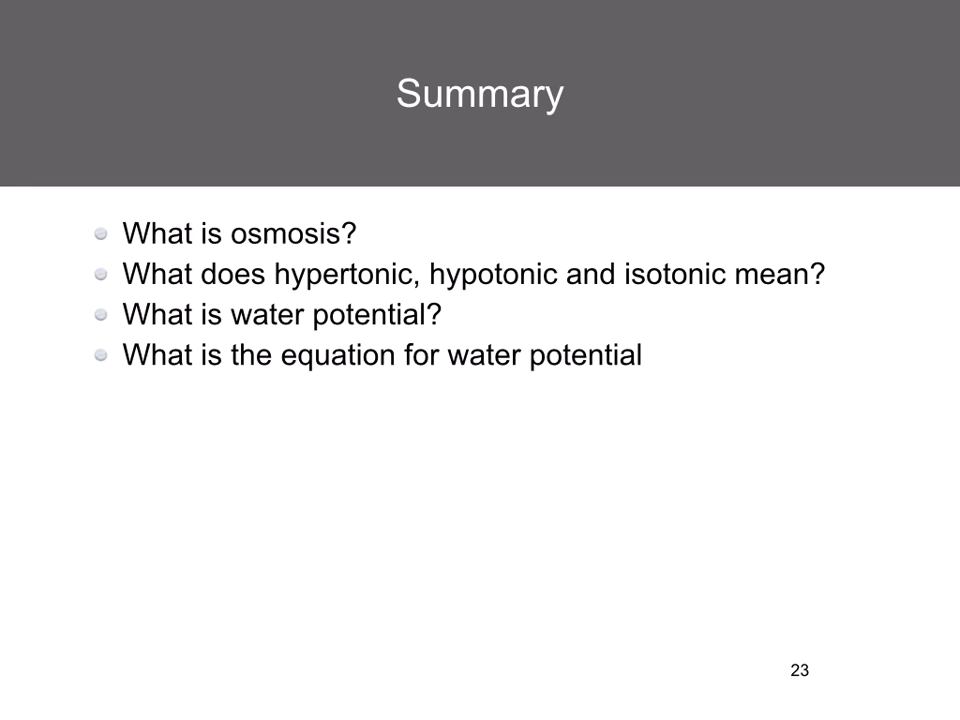 Summary
What is osmosis?
What does hypertonic, hypotonic and isotonic mean?
What is water potential?
What is the equation for water potential
23